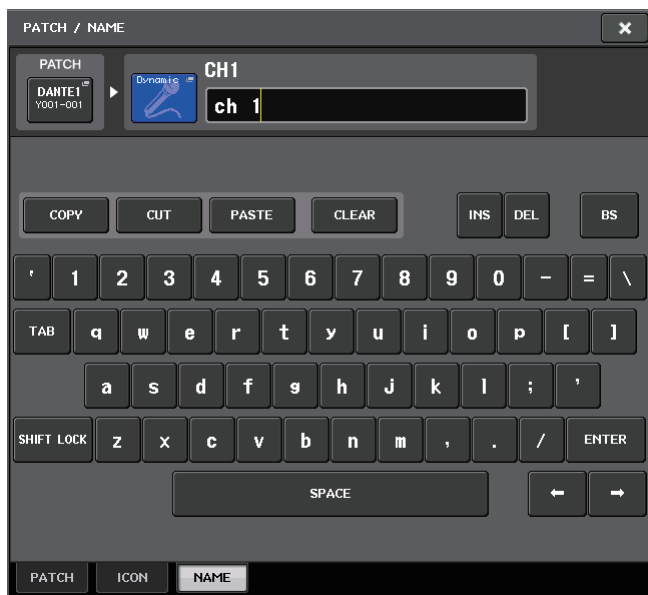 PATCH / NAME ×
PATCH
DANTE1
Y001-001
Dynamic
CH1
ch 1
COPY CUT PASTE CLEAR INS DEL BS
' 1 2 3 4 5 6 7 8 9 0 - = \
TAB q w e r t y u i o p [ ]
a s d f g h j k l ; '
SHIFT LOCK z x c v b n m , . / ENTER
SPACE ← →
PATCH ICON NAME